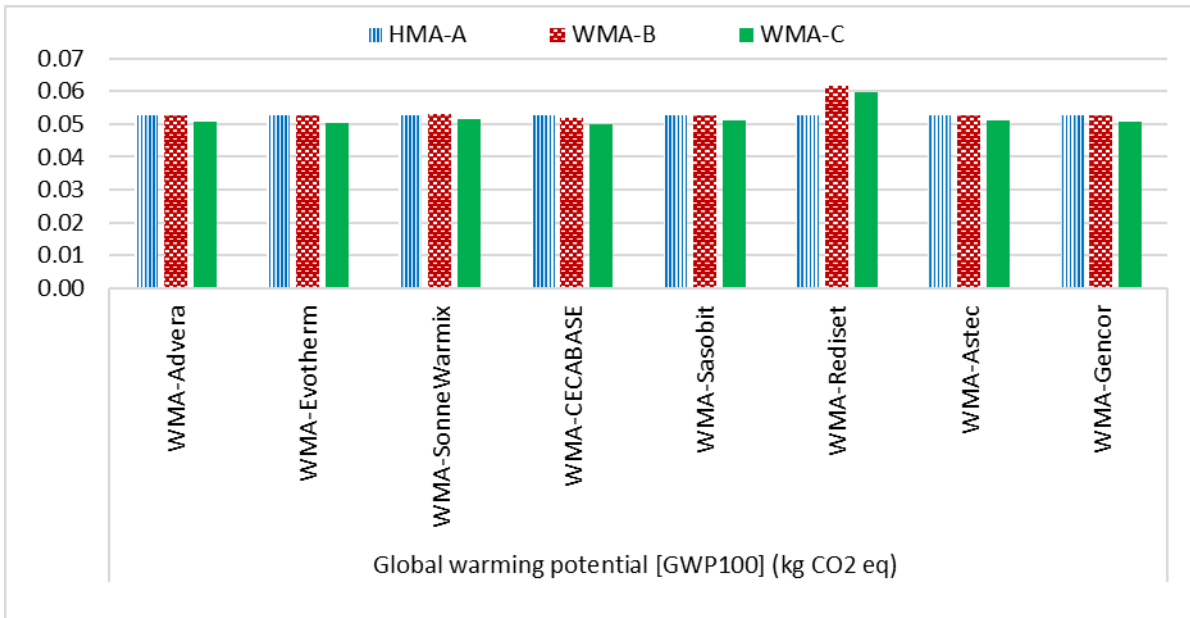 HMA-A WMA-B WMA-C
0.07
0.06
0.05
0.04
0.03
0.02
0.01
0.00
WMA-Advera
WMA-Evotherm
WMA-SonneWarmix
WMA-CECABASE
WMA-Sasobit
WMA-Rediset
WMA-Astec
WMA-Gencor
Global warming potential [GWP100] (kg CO2 eq)